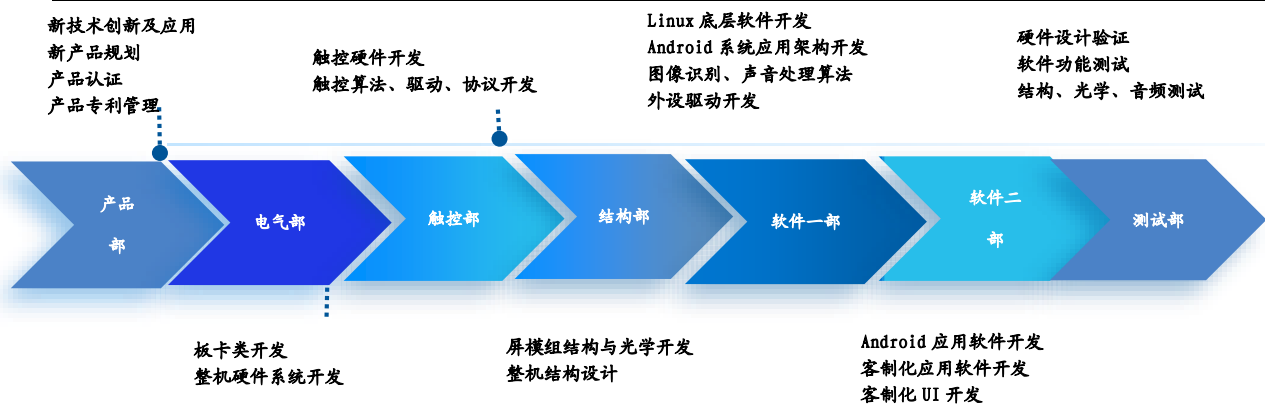 新技术创新及应用
新产品规划
产品认证
产品专利管理
触控硬件开发
触控算法、驱动、协议开发
Linux 底层软件开发
Android 系统应用架构开发
图像识别、声音处理算法
外设驱动开发
硬件设计验证
软件功能测试
结构、光学、音频测试
产品
部
电气部
触控部
结构部
软件一部
软件二
部
测试部
板卡类开发
整机硬件系统开发
屏模组结构与光学开发
整机结构设计
Android 应用软件开发
客制化应用软件开发
客制化 UI 开发